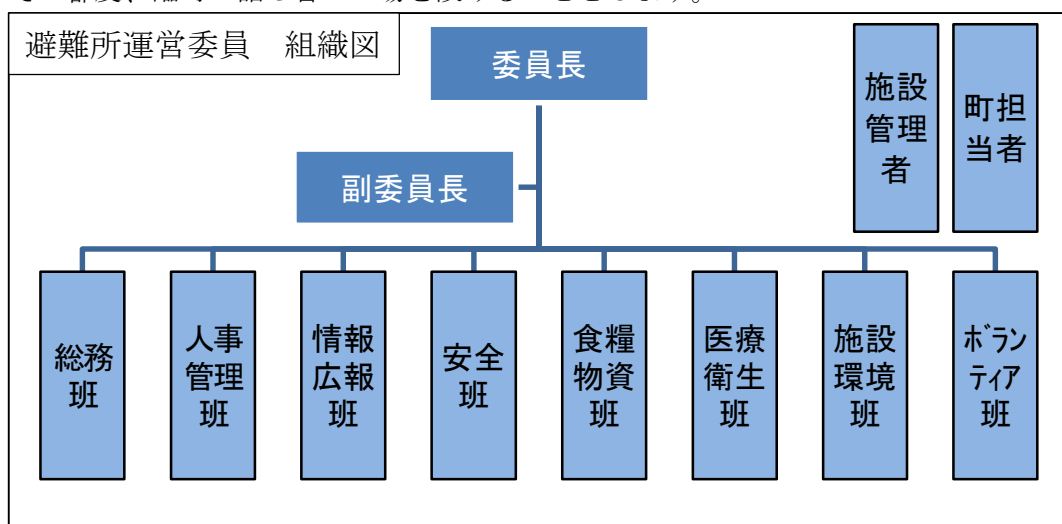 避難所運営委員　組織図
委員長
施設
管理
者
町担
当者
副委員長
総務
班
人事
管理
班
情報
広報
班
安全
班
食糧
物資
班
医療
衛生
班
施設
環境
班
ﾎﾞﾗﾝ
ﾃｨｱ
班